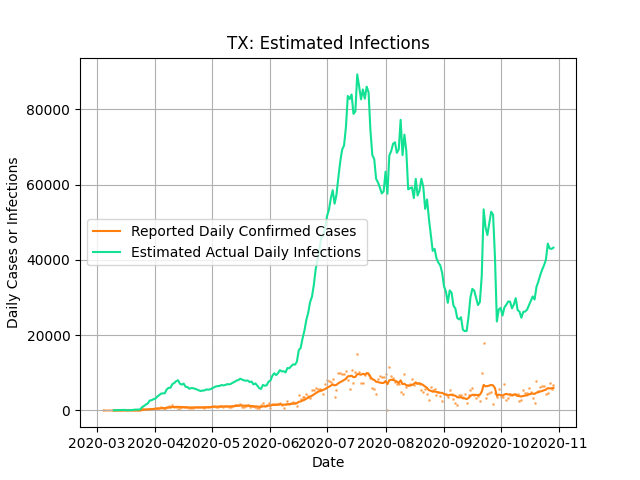 TX: Estimated Infections
Daily Cases or Infections
80000
60000
40000
20000
0
Reported Daily Confirmed Cases
Estimated Actual Daily Infections
2020-03 2020-04 2020-05 2020-06 2020-07 2020-08 2020-09 2020-10 2020-11
Date